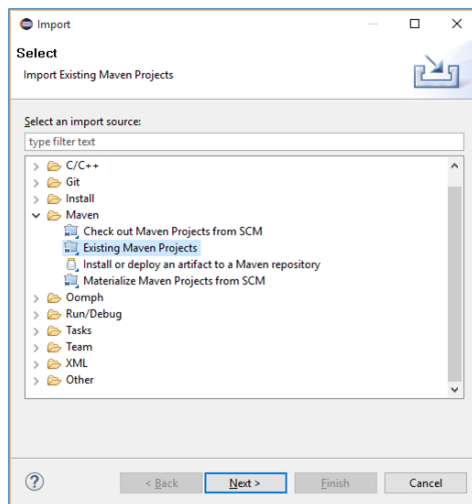 Import
Select
Import Existing Maven Projects
Select an import source:
type filter text
C/C++
Git
Install
Maven
Check out Maven Projects from SCM
Existing Maven Projects
Install or deploy an artifact to a Maven repository
Materialize Maven Projects from SCM
Oomph
Run/Debug
Tasks
Team
XML
Other
? < Back Next > Finish Cancel